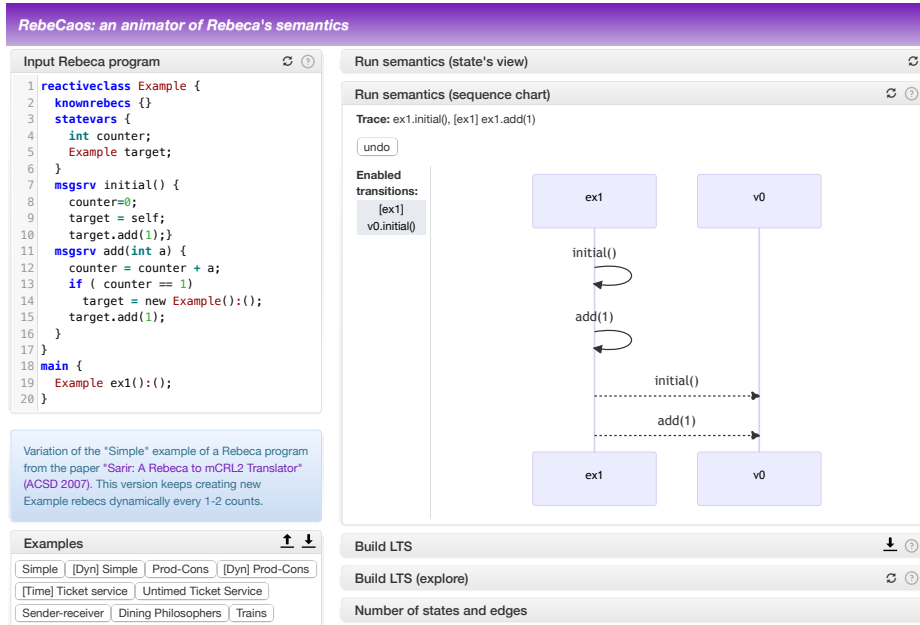 RebeCaos: an animator of Rebeca's semantics
Input Rebeca program
1 reactiveclass Example {
2 knownrebecs {}
3 statevars {
4 int counter;
5 Example target;
6 }
7 msgsrv initial() {
8 counter=0;
9 target = self;
10 target.add(1);}
11 msgsrv add(int a) {
12 counter = counter + a;
13 if ( counter == 1)
14 target = new Example():();
15 target.add(1);
16 }
17 }
18 main {
19 Example ex1():();
20 }
Variation of the "Simple" example of a Rebeca program
from the paper "Sarir: A Rebeca to mCRL2 Translator"
(ACSD 2007). This version keeps creating new
Example rebecs dynamically every 1-2 counts.
Examples
Simple [Dyn] Simple Prod-Cons [Dyn] Prod-Cons
[Time] Ticket service Untimed Ticket Service
Sender-receiver Dining Philosophers Trains
Run semantics (state's view)
Run semantics (sequence chart)
Trace: ex1.initial(), [ex1] ex1.add(1)
undo
Enabled
transitions:
[ex1]
v0.initial()
ex1 v0
initial()
add(1)
initial()
add(1)
ex1 v0
Build LTS
Build LTS (explore)
Number of states and edges